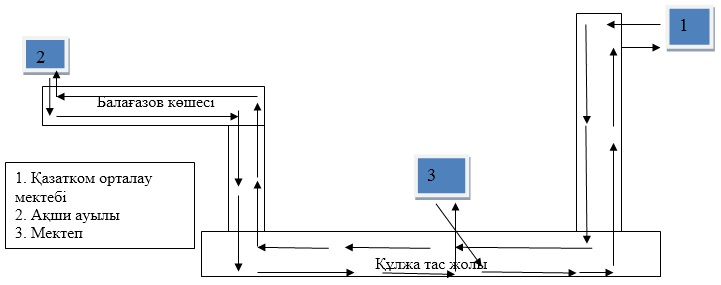 1
2
Балағазов көшесі
1. Қазатком орталау
мектебі
2. Ақши ауылы
3. Мектеп
3
Құлжа тас жолы